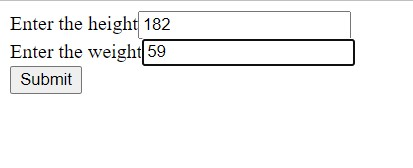 Enter the height 182
Enter the weight 59
Submit